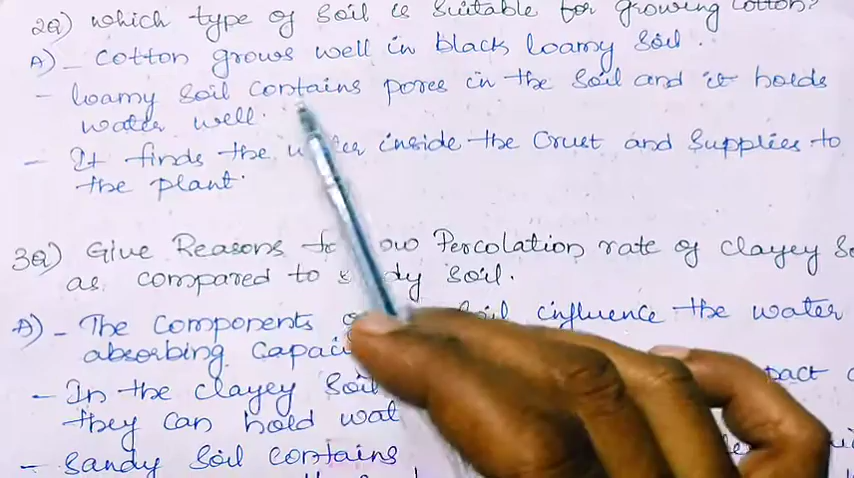 2Q) which type of Soil is Suitable for growing Cotton?
A) - Cotton grows well in black loamy Soil.
- loamy Soil contains pores in the Soil and it holds
water well.
- It finds the inside the Crust and Supplies to
the plant.
3Q) Give Reasons Percolation rate of clayey
as compared to Soil.
A) - The Components Soil influence the water
absorbing
- In the clayey Soil
they can hold
- Sandy Soil contains